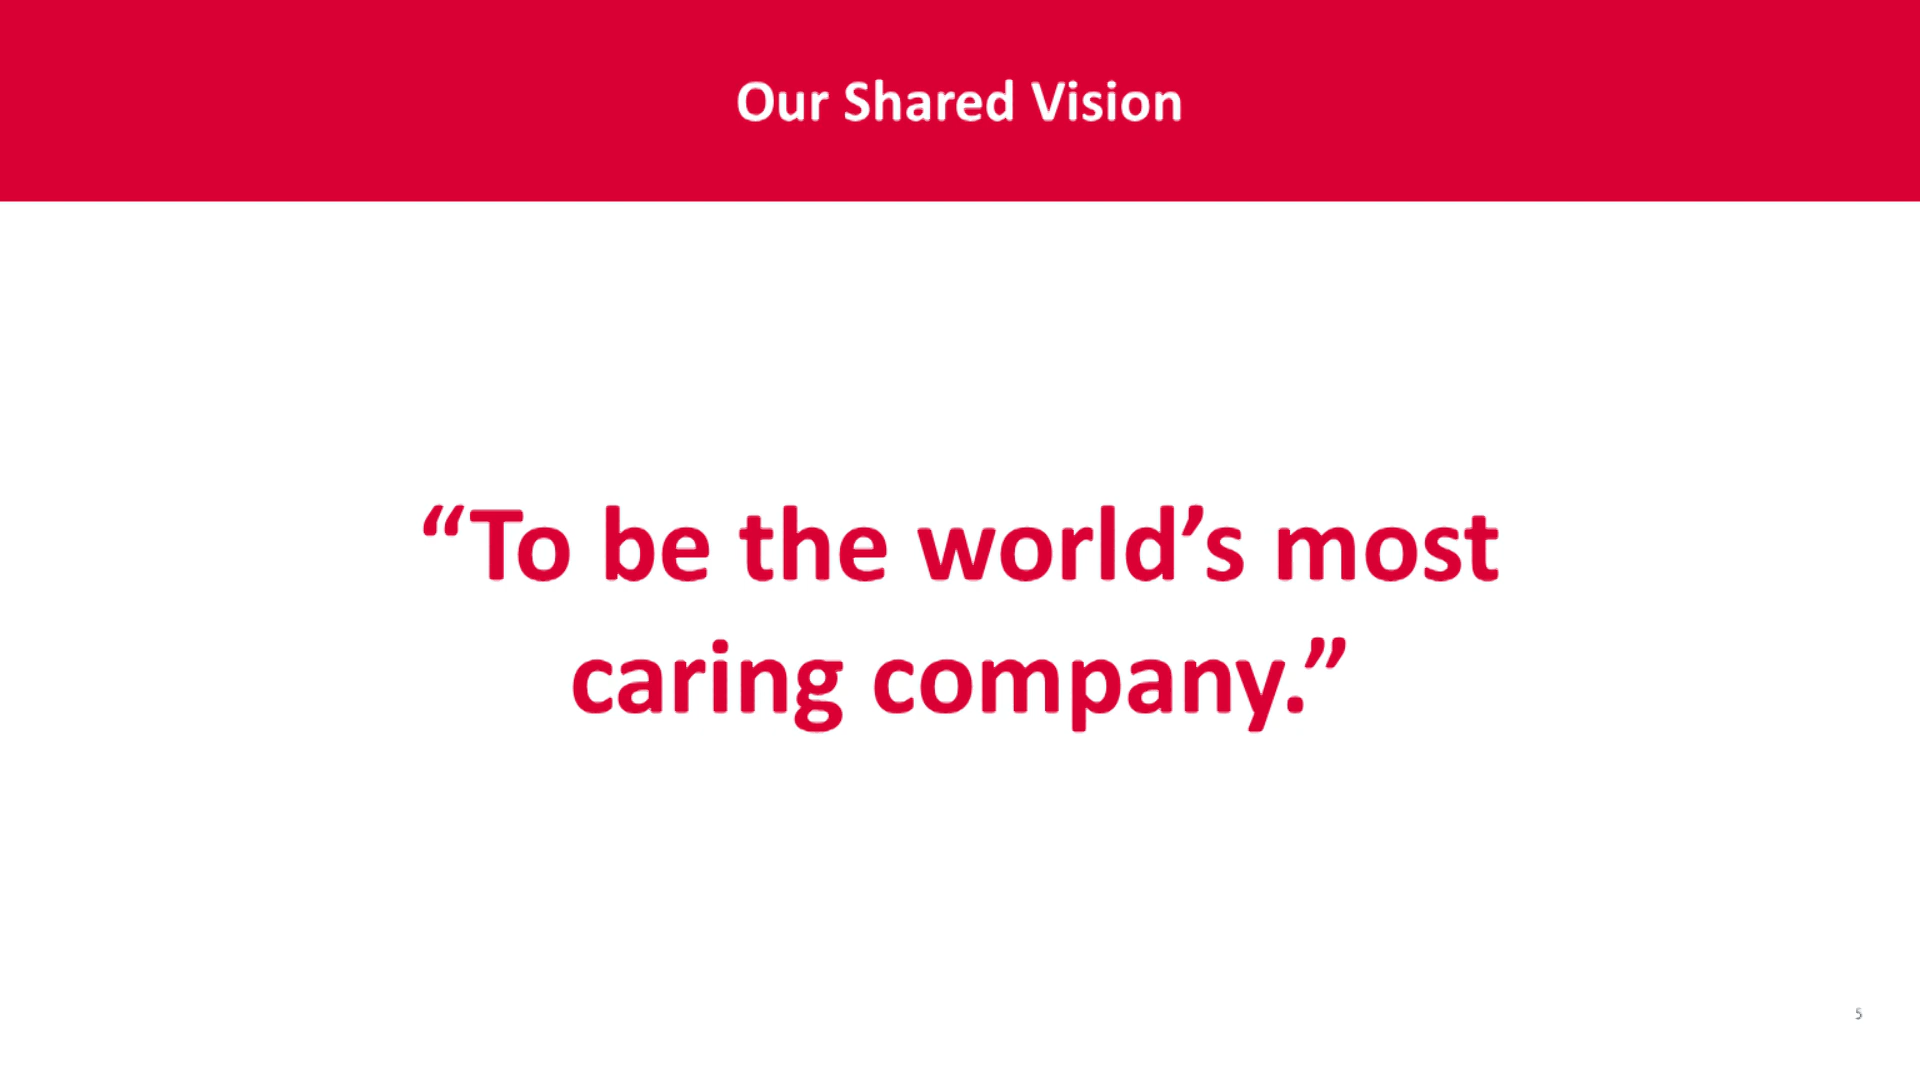 Our Shared Vision
“To be the world’s most
caring company.”
5